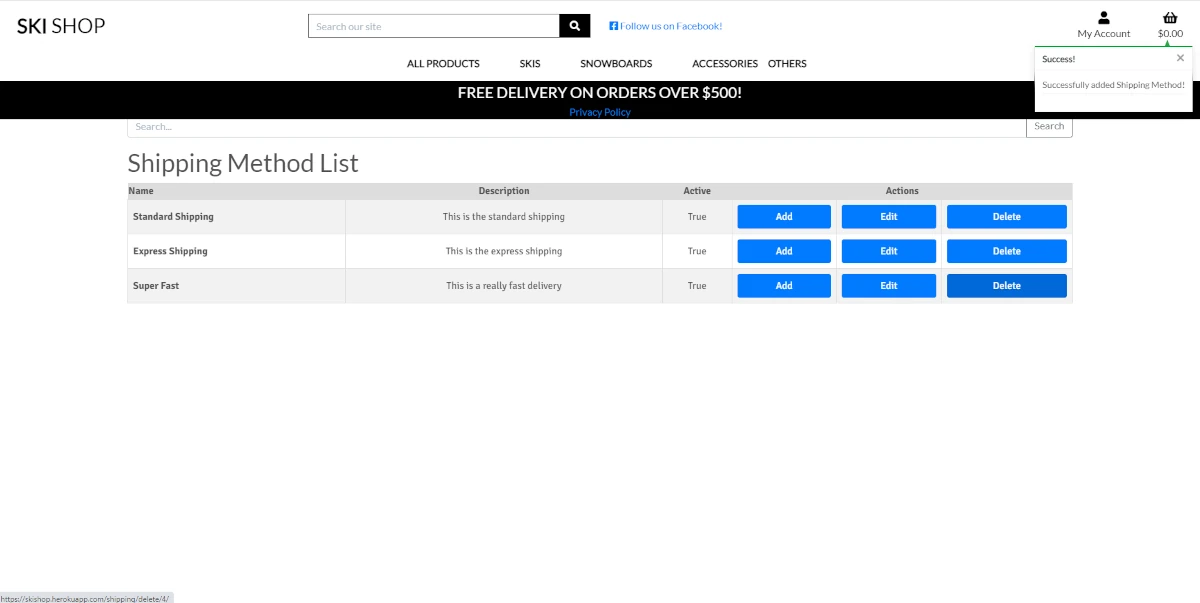 SKI SHOP
Search our site
Follow us on Facebook!
My Account
$0.00
ALL PRODUCTS SKIS SNOWBOARDS ACCESSORIES OTHERS
Success! ×
Successfully added Shipping Method!
FREE DELIVERY ON ORDERS OVER $500!
Privacy Policy
Search... Search
Shipping Method List
Name Description Active Actions
Standard Shipping This is the standard shipping True Add Edit Delete
Express Shipping This is the express shipping True Add Edit Delete
Super Fast This is a really fast delivery True Add Edit Delete
https://skishop.herokuapp.com/shipping/delete/4/